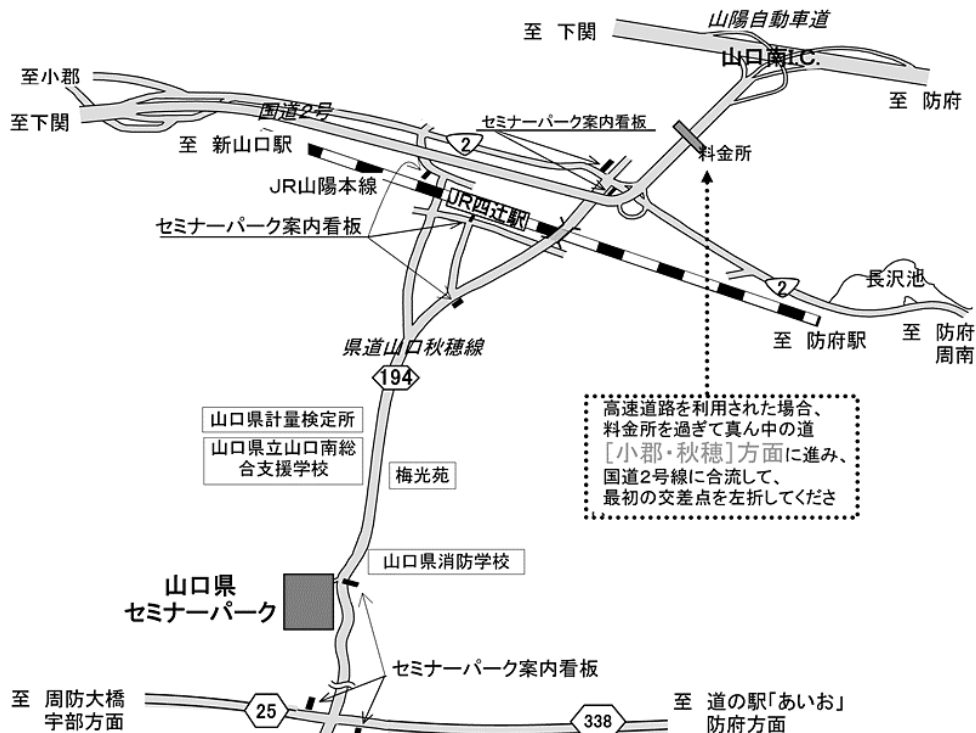 山陽自動車道
至 下関
山口南I.C.
至小郡
至 防府
国道2号
至下関
セミナーパーク案内看板
2
至 新山口駅
料金所
JR山陽本線
JR四辻駅
セミナーパーク案内看板
長沢池
2
至 防府駅
至 防府
周南
県道山口秋穂線
194
高速道路を利用された場合、
料金所を過ぎて真ん中の道
[小郡・秋穂]方面に進み、
国道2号線に合流して、
最初の交差点を左折してくださ
山口県計量検定所
山口県立山口南総
合支援学校
梅光苑
山口県消防学校
山口県
セミナーパーク
セミナーパーク案内看板
至 周防大橋
宇部方面
25
338
至 道の駅「あいお」
防府方面